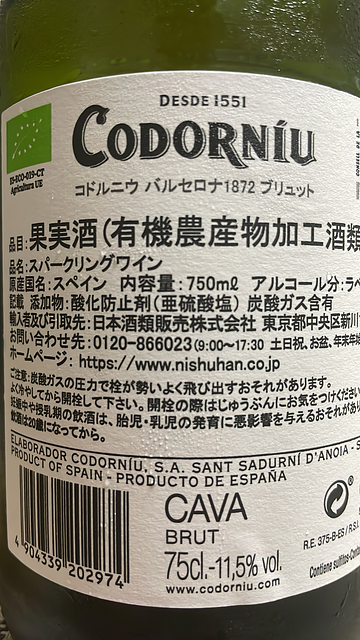 DESDE 1551
CODORNÍU
ES-ECO-019-CT
Agricultura UE
コドルニウ バルセロナ1872 ブリュット
品目:果実酒(有機農産物加工酒類
品名:スパークリングワイン
原産国名:スペイン 内容量:750mℓ アルコール分:ラベ
記載 添加物:酸化防止剤(亜硫酸塩) 炭酸ガス含有
輸入者及び引取先:日本酒類販売株式会社 東京都中央区新川
お問い合わせ先:0120-866023(9:00〜17:30 土日祝、お盆、年末年始
ホームページ: https://www.nishuhan.co.jp
ご注意:炭酸ガスの圧力で栓が勢いよく飛び出すおそれがあります。
よく冷やしてから開栓して下さい。開栓の際はじゅうぶんにお気をつけください
妊娠中や授乳期の飲酒は、胎児・乳児の発育に悪影響を与えるおそれがあり
飲酒は20歳になってから。
ELABORADOR CODORNÍU, S.A. SANT SADURNÍ D'ANOIA - S
PRODUCT OF SPAIN - PRODUCTO DE ESPAÑA
CAVA
BRUT
75cl.-11,5% vol.
www.codorniu.com
R.E. 375-B-ES / R.S.
Contiene sulfitos-Conta
4 904339 202974